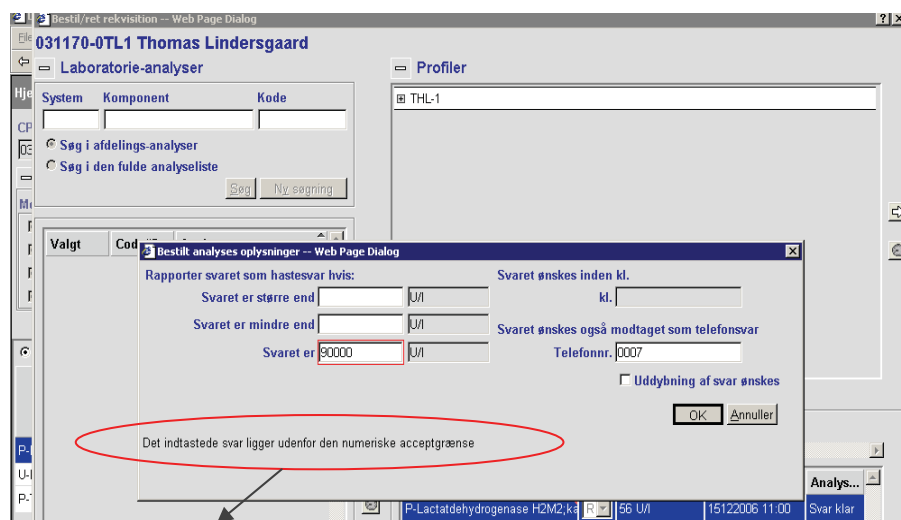 Bestil/ret rekvisition -- Web Page Dialog
031170-0TL1 Thomas Lindersgaard
Laboratorie-analyser
Profiler
System Komponent Kode
THL-1
Søg i afdelings-analyser
Søg i den fulde analyseliste
Søg Ny søgning
Valgt
Bestilt analyses oplysninger -- Web Page Dialog
Rapporter svaret som hastesvar hvis:
Svaret ønskes inden kl.
Svaret er større end U/l
kl.
Svaret er mindre end U/l
Svaret ønskes også modtaget som telefonsvar
Svaret er 90000 U/l
Telefonnr. 0007
Uddybning af svar ønskes
OK Annuller
Det indtastede svar ligger udenfor den numeriske acceptgrænse
Analys...
P-Lactatdehydrogenase H2M2;ka R 56 U/l 15122006 11:00 Svar klar